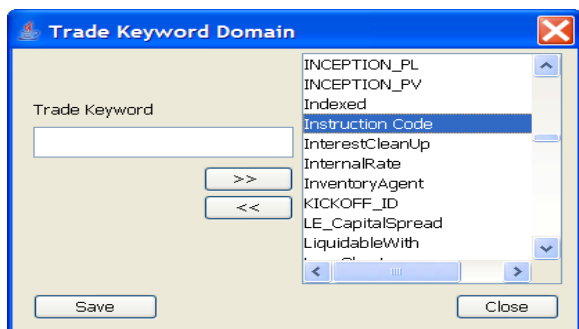 Trade Keyword Domain
INCEPTION_PL
INCEPTION_PV
Indexed
Trade Keyword
Instruction Code
InterestCleanUp
InternalRate
>>
InventoryAgent
<<
KICKOFF_ID
LE_CapitalSpread
LiquidableWith
Save
Close